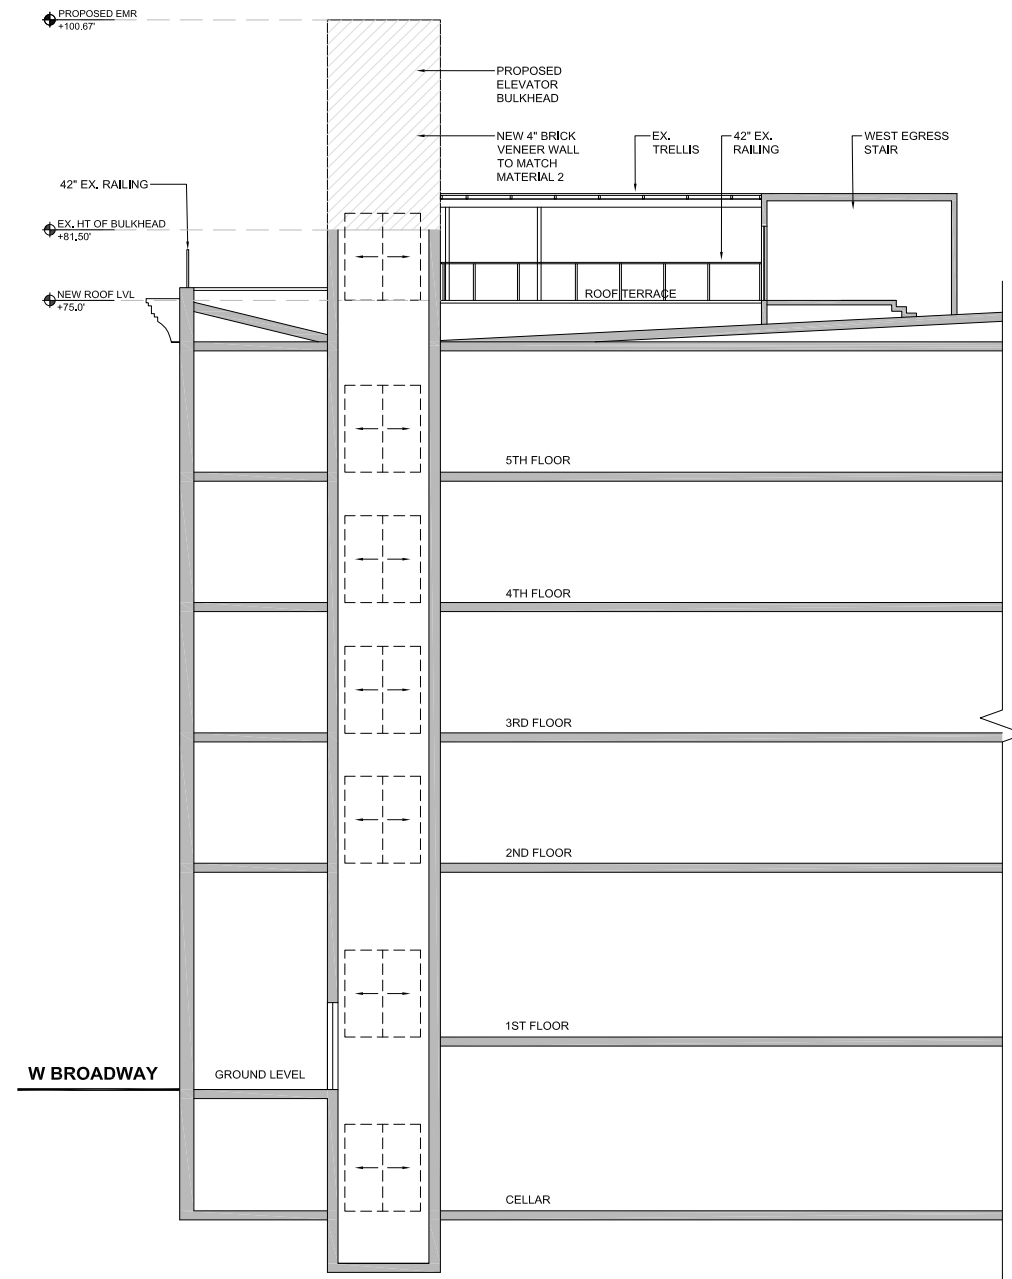 PROPOSED EMR
+100.67'
PROPOSED
ELEVATOR
BULKHEAD
NEW 4" BRICK
VENEER WALL
TO MATCH
MATERIAL 2
EX.
TRELLIS
42" EX.
RAILING
WEST EGRESS
STAIR
42" EX. RAILING
EX. HT OF BULKHEAD
+81.50'
NEW ROOF LVL
+75.0'
ROOF TERRACE
5TH FLOOR
4TH FLOOR
3RD FLOOR
2ND FLOOR
1ST FLOOR
W BROADWAY
GROUND LEVEL
CELLAR